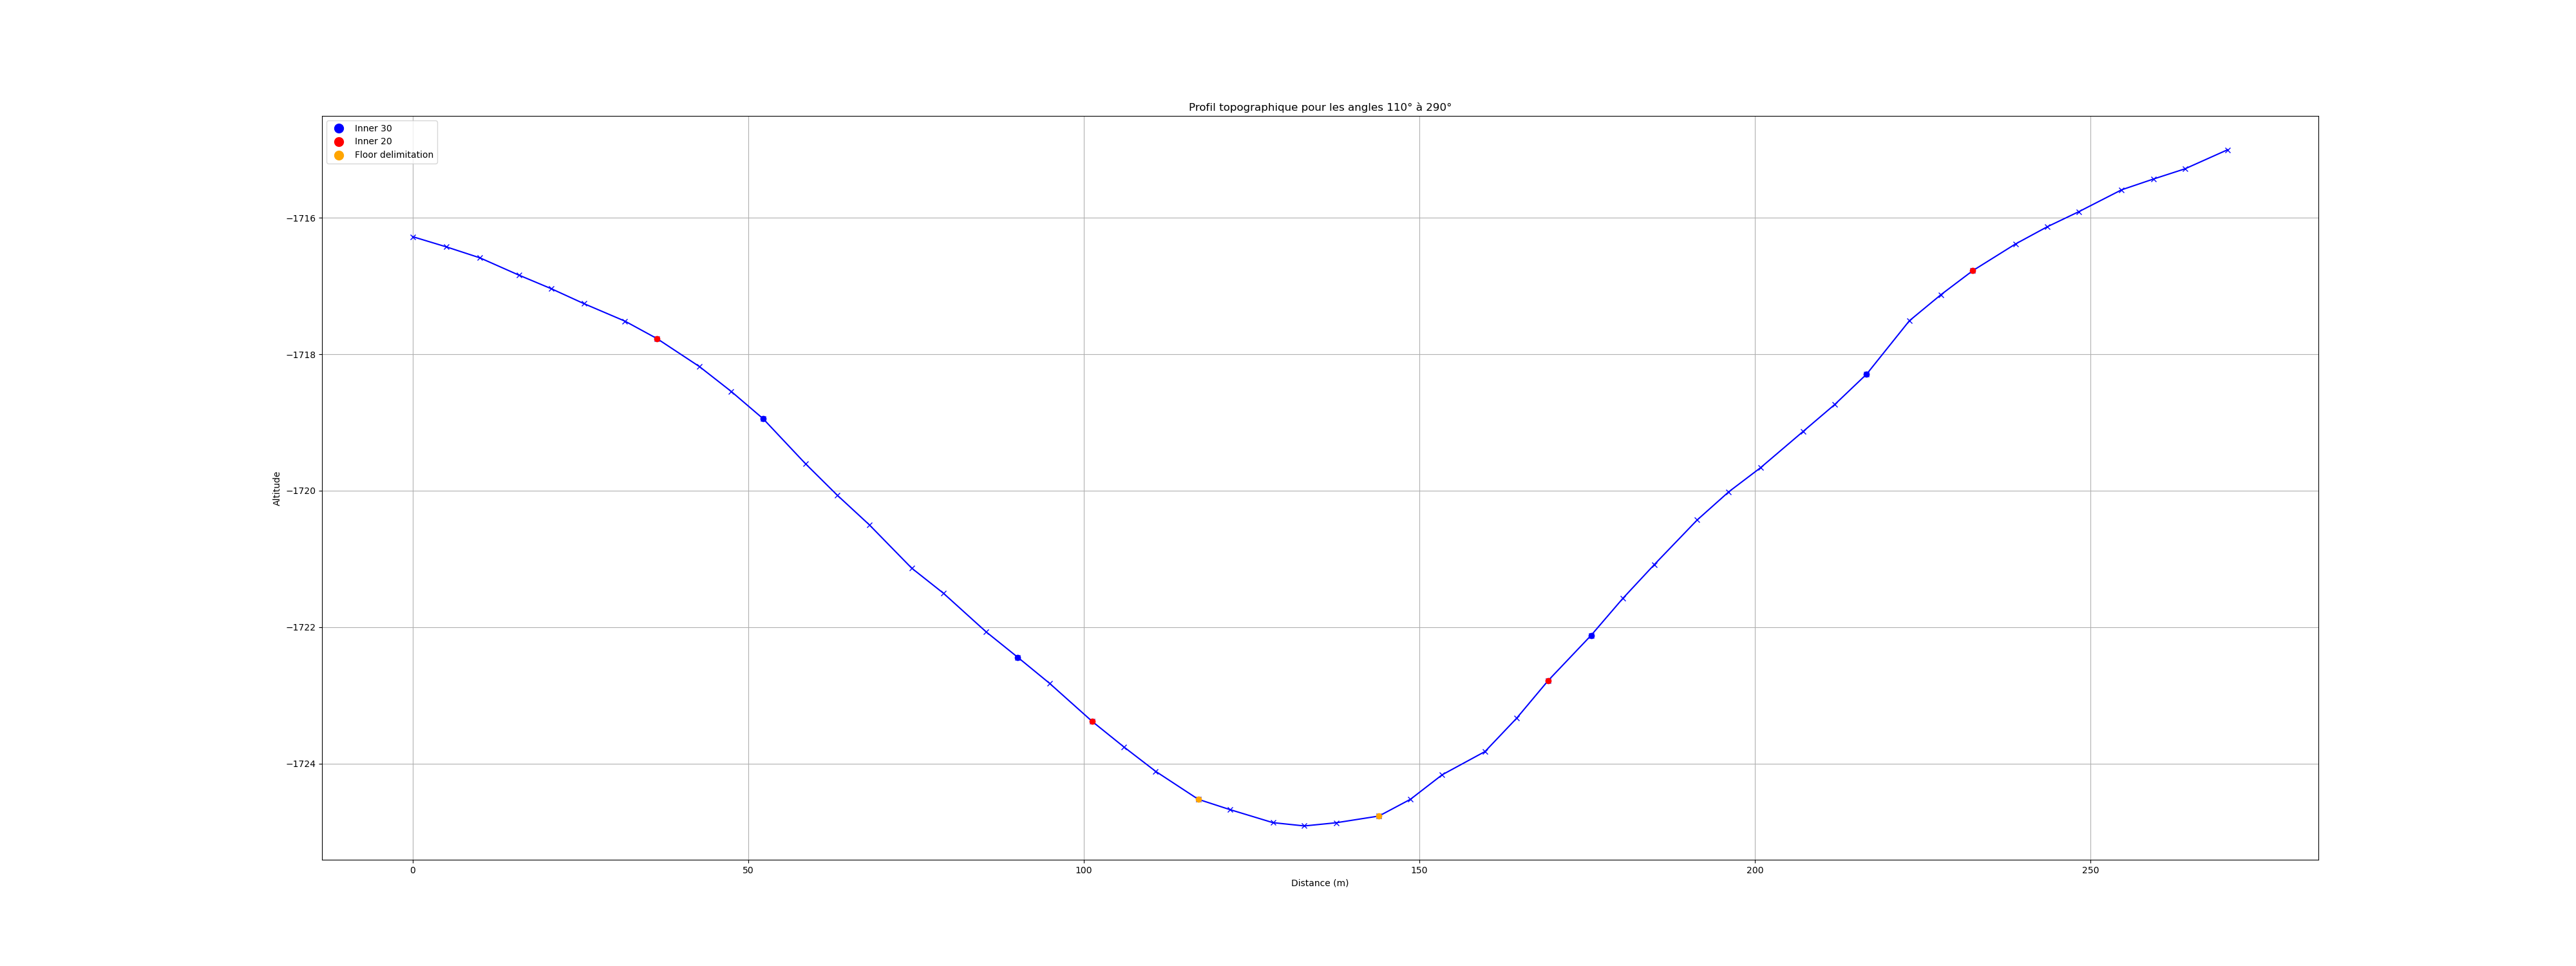 Profil topographique pour les angles 110° à 290°
Inner 30
Inner 20
Floor delimitation
Altitude
−1716
−1718
−1720
−1722
−1724
0 50 100 150 200 250
Distance (m)